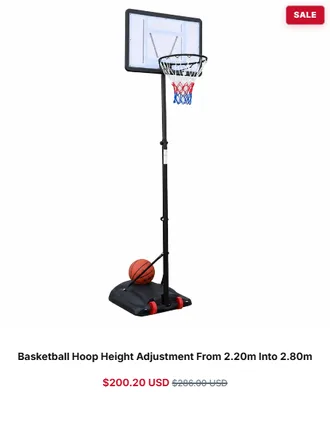 SALE
Basketball Hoop Height Adjustment From 2.20m Into 2.80m
$200.20 USD $286.00 USD